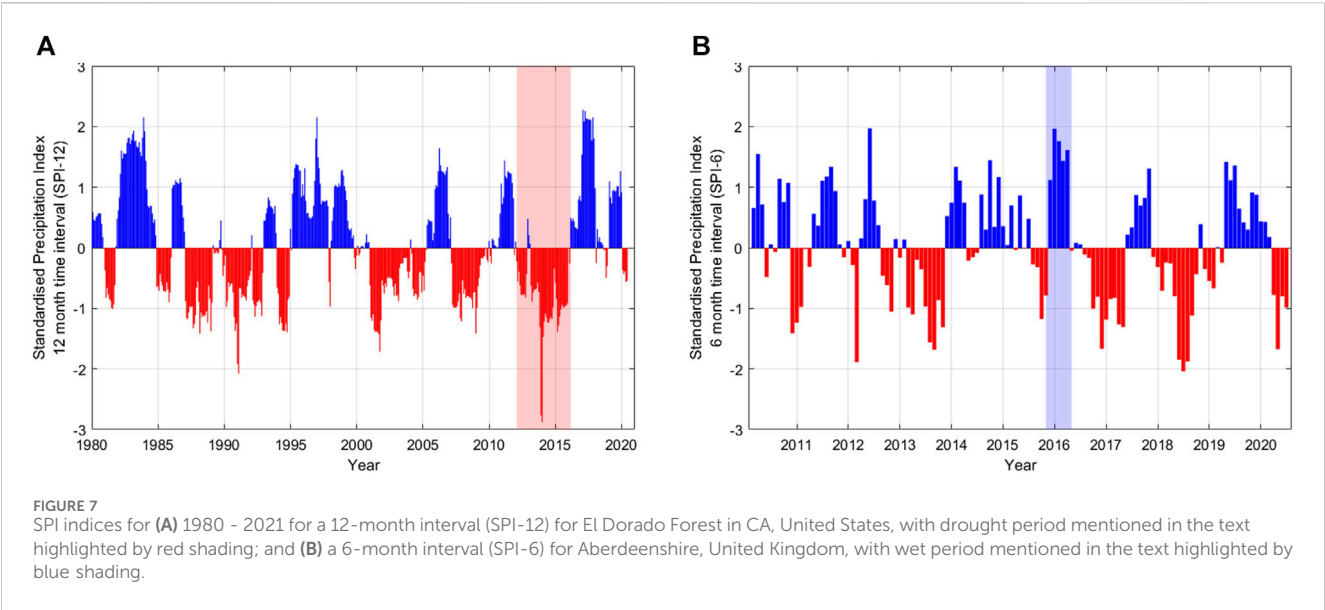 A
B
3
2
1
0
-1
-2
-3
Standardised Precipitation Index
12 month time interval (SPI-12)
1980 1985 1990 1995 2000 2005 2010 2015 2020
Year
3
2
1
0
-1
-2
-3
Standardised Precipitation Index
6 month time interval (SPI-6)
2011 2012 2013 2014 2015 2016 2017 2018 2019 2020
Year
FIGURE 7
SPI indices for (A) 1980 - 2021 for a 12-month interval (SPI-12) for El Dorado Forest in CA, United States, with drought period mentioned in the text
highlighted by red shading; and (B) a 6-month interval (SPI-6) for Aberdeenshire, United Kingdom, with wet period mentioned in the text highlighted by
blue shading.